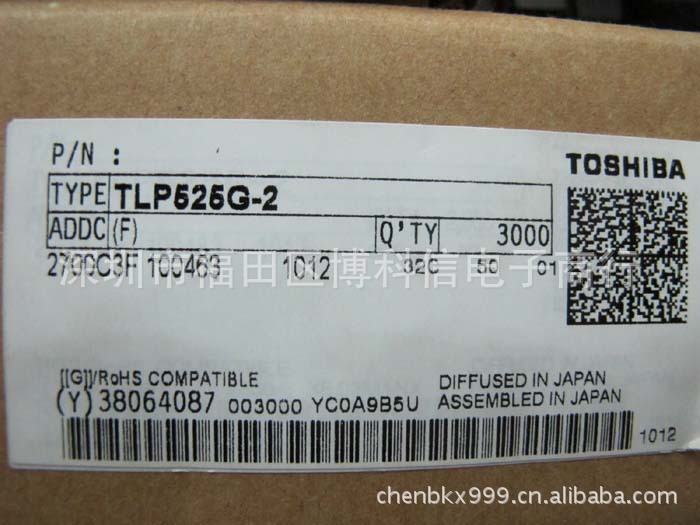 P/N :
TOSHIBA
TYPE TLP525G-2
ADDC (F) Q'TY 3000
2700C3F 100463 1012 32C 50 01
深圳市福田区博科信电子商行
[[G]]/RoHS COMPATIBLE
DIFFUSED IN JAPAN
(Y)38064087 003000 YC0A9B5U
ASSEMBLED IN JAPAN
1012
chenbkx999.cn.alibaba.com